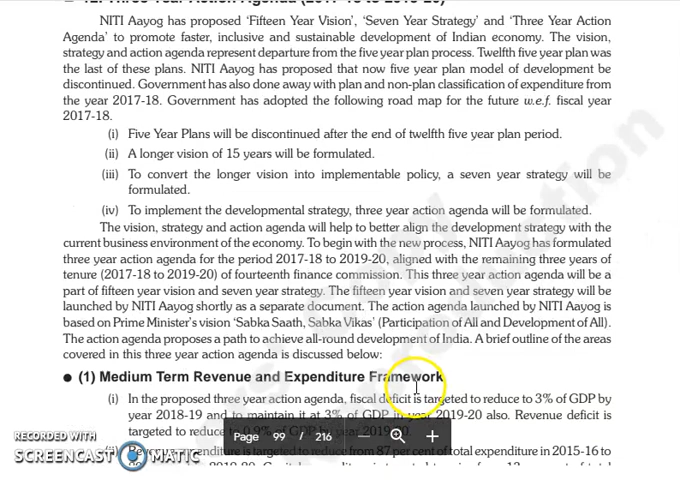 NITI Aayog has proposed ‘Fifteen Year Vision’, ‘Seven Year Strategy’ and ‘Three Year Action
Agenda’ to promote faster, inclusive and sustainable development of Indian economy. The vision,
strategy and action agenda represent departure from the five year plan process. Twelfth five year plan was
the last of these plans. NITI Aayog has proposed that now five year plan model of development be
discontinued. Government has also done away with plan and non-plan classification of expenditure from
the year 2017-18. Government has adopted the following road map for the future w.e.f. fiscal year
2017-18.
(i) Five Year Plans will be discontinued after the end of twelfth five year plan period.
(ii) A longer vision of 15 years will be formulated.
(iii) To convert the longer vision into implementable policy, a seven year strategy will be
formulated.
(iv) To implement the developmental strategy, three year action agenda will be formulated.
The vision, strategy and action agenda will help to better align the development strategy with the
current business environment of the economy. To begin with the new process, NITI Aayog has formulated
three year action agenda for the period 2017-18 to 2019-20, aligned with the remaining three years of
tenure (2017-18 to 2019-20) of fourteenth finance commission. This three year action agenda will be a
part of fifteen year vision and seven year strategy. The fifteen year vision and seven year strategy will be
launched by NITI Aayog shortly as a separate document. The action agenda launched by NITI Aayog is
based on Prime Minister's vision ‘Sabka Saath, Sabka Vikas’ (Participation of All and Development of All).
The action agenda proposes a path to achieve all-round development of India. A brief outline of the areas
covered in this three year action agenda is discussed below:
● (1) Medium Term Revenue and Expenditure Framework
(i) In the proposed three year action agenda, fiscal deficit is targeted to reduce to 3% of GDP by
year 2018-19 and to maintain it at 3% of GDP in year 2019-20 also. Revenue deficit is
targeted to reduce
Page 99 / 216
RECORDED WITH
SCREENCAST MATIC
is targeted to reduce from 87 per cent of total expenditure in 2015-16 to